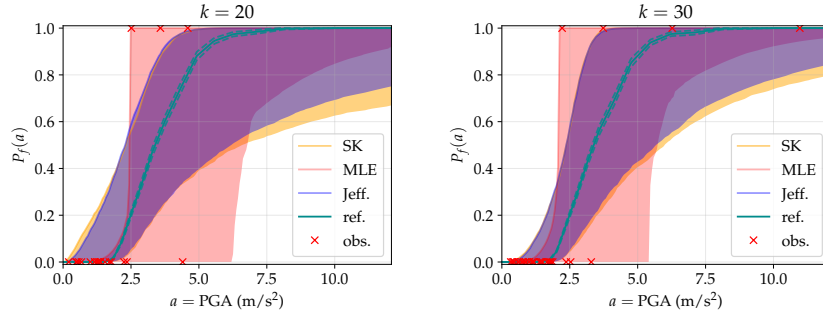 k = 20
1.0
0.8
0.6
0.4
0.2
0.0
P_f(a)
SK
MLE
Jeff.
ref.
obs.
0.0 2.5 5.0 7.5 10.0
a = PGA (m/s²)
k = 30
1.0
0.8
0.6
0.4
0.2
0.0
P_f(a)
SK
MLE
Jeff.
ref.
obs.
0.0 2.5 5.0 7.5 10.0
a = PGA (m/s²)